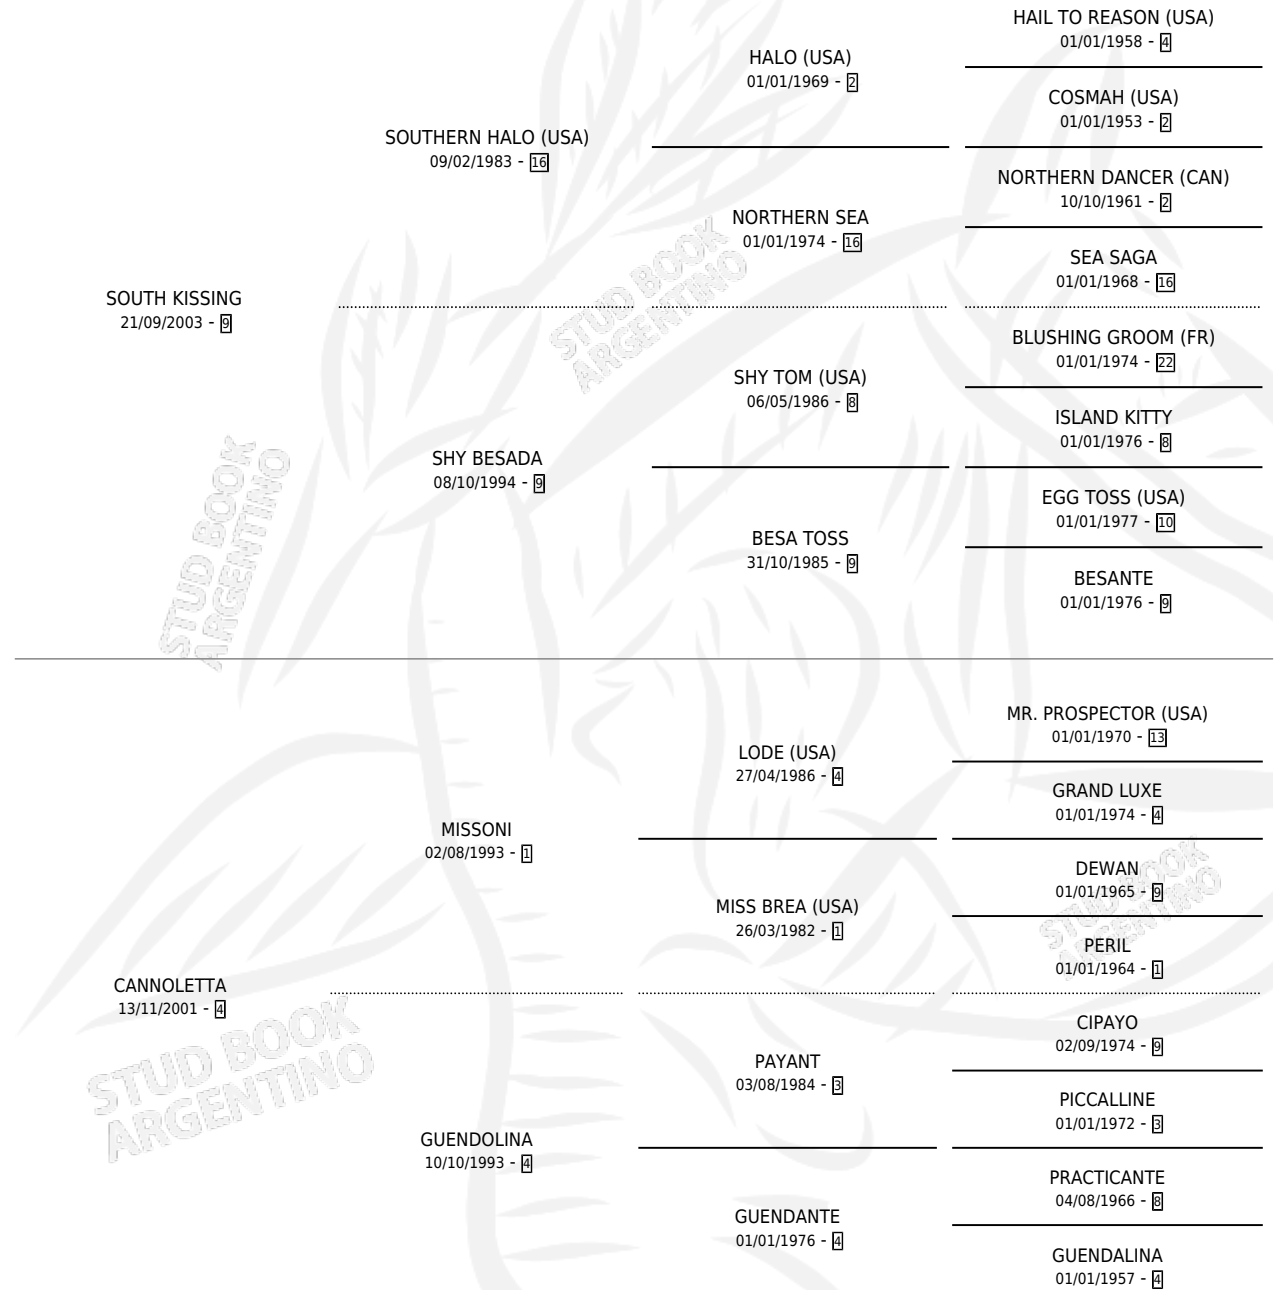 HAIL TO REASON (USA)
01/01/1958 - 4
HALO (USA)
01/01/1969 - 2
COSMAH (USA)
01/01/1953 - 2
SOUTHERN HALO (USA)
09/02/1983 - 16
NORTHERN DANCER (CAN)
10/10/1961 - 2
NORTHERN SEA
01/01/1974 - 16
SEA SAGA
01/01/1968 - 16
SOUTH KISSING
21/09/2003 - 9
BLUSHING GROOM (FR)
01/01/1974 - 22
SHY TOM (USA)
06/05/1986 - 8
ISLAND KITTY
01/01/1976 - 8
SHY BESADA
08/10/1994 - 9
EGG TOSS (USA)
01/01/1977 - 10
BESA TOSS
31/10/1985 - 9
BESANTE
01/01/1976 - 9
STUD BOOK
ARGENTINO
STUD BOOK
ARGENTINO
MR. PROSPECTOR (USA)
01/01/1970 - 13
LODE (USA)
27/04/1986 - 4
GRAND LUXE
01/01/1974 - 4
MISSONI
02/08/1993 - 1
DEWAN
01/01/1965 - 9
MISS BREA (USA)
26/03/1982 - 1
PERIL
01/01/1964 - 1
CANNOLETTA
13/11/2001 - 4
CIPAYO
02/09/1974 - 9
PAYANT
03/08/1984 - 3
PICCALLINE
01/01/1972 - 3
GUENDOLINA
10/10/1993 - 4
PRACTICANTE
04/08/1966 - 8
GUENDANTE
01/01/1976 - 4
GUENDALINA
01/01/1957 - 4
STUD BOOK
ARGENTINO
STUD BOOK
ARGENTINO